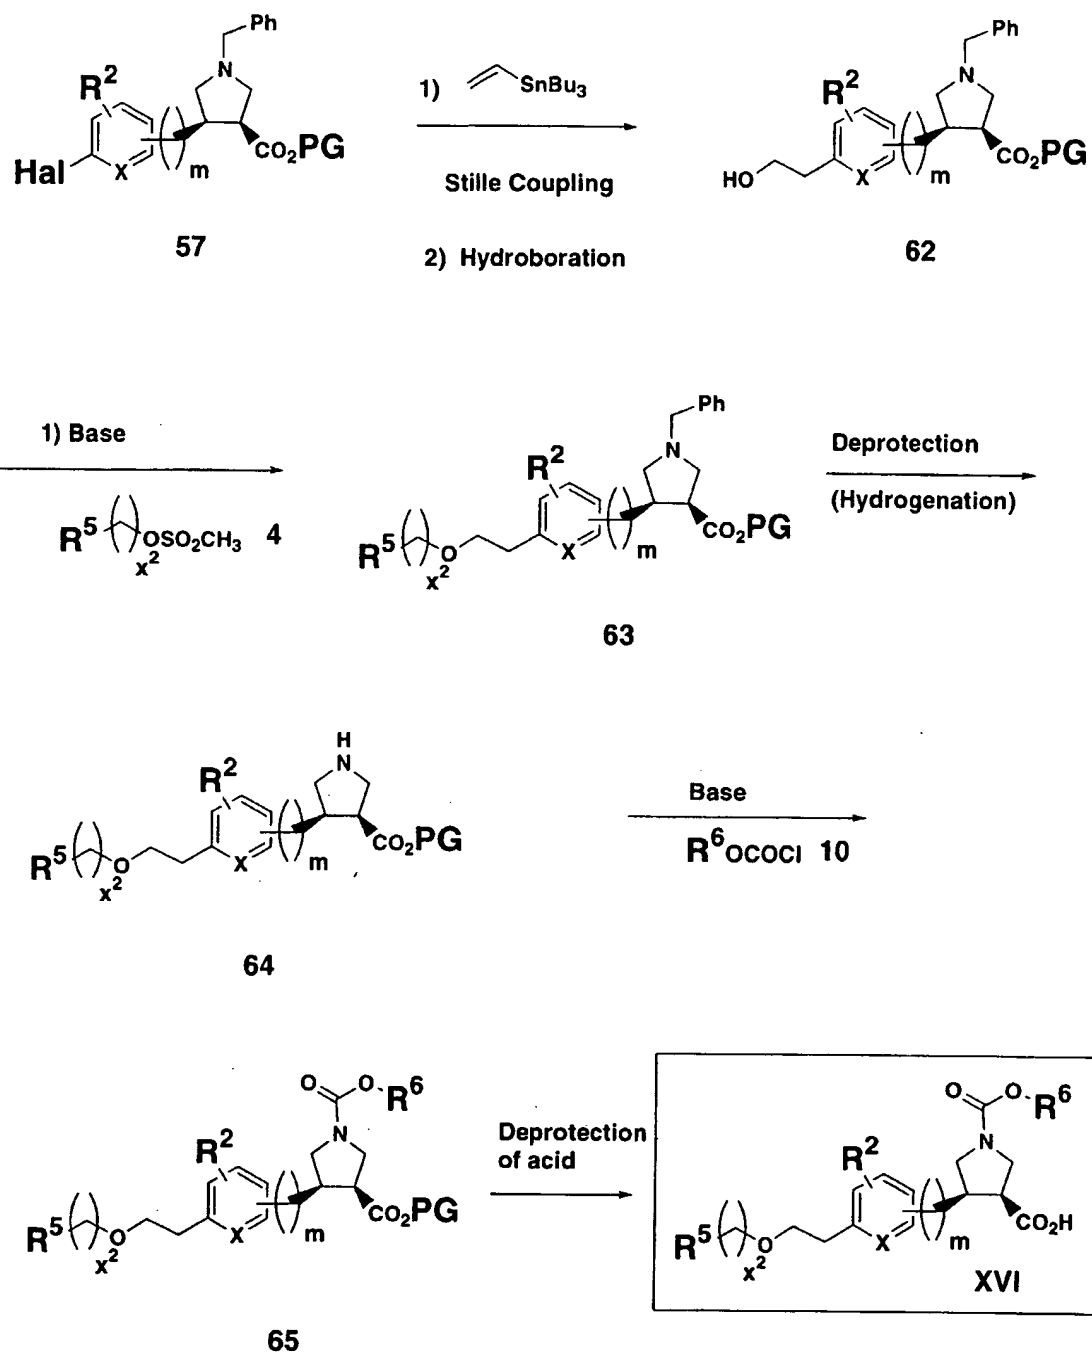 Ph
N
R²
Hal
X
( )m
CO₂PG
57
1) SnBu₃
Stille Coupling
2) Hydroboration
Ph
N
R²
HO
X
( )m
CO₂PG
62
1) Base
R⁵ ( )x² OSO₂CH₃ 4
Ph
N
R²
R⁵ ( )x² O
X
( )m
CO₂PG
63
Deprotection
(Hydrogenation)
H
N
R²
R⁵ ( )x² O
X
( )m
CO₂PG
64
Base
R⁶OCOCl 10
O O-R⁶
N
R²
R⁵ ( )x² O
X
( )m
CO₂PG
65
Deprotection
of acid
O O-R⁶
N
R²
R⁵ ( )x² O
X
( )m
CO₂H
XVI